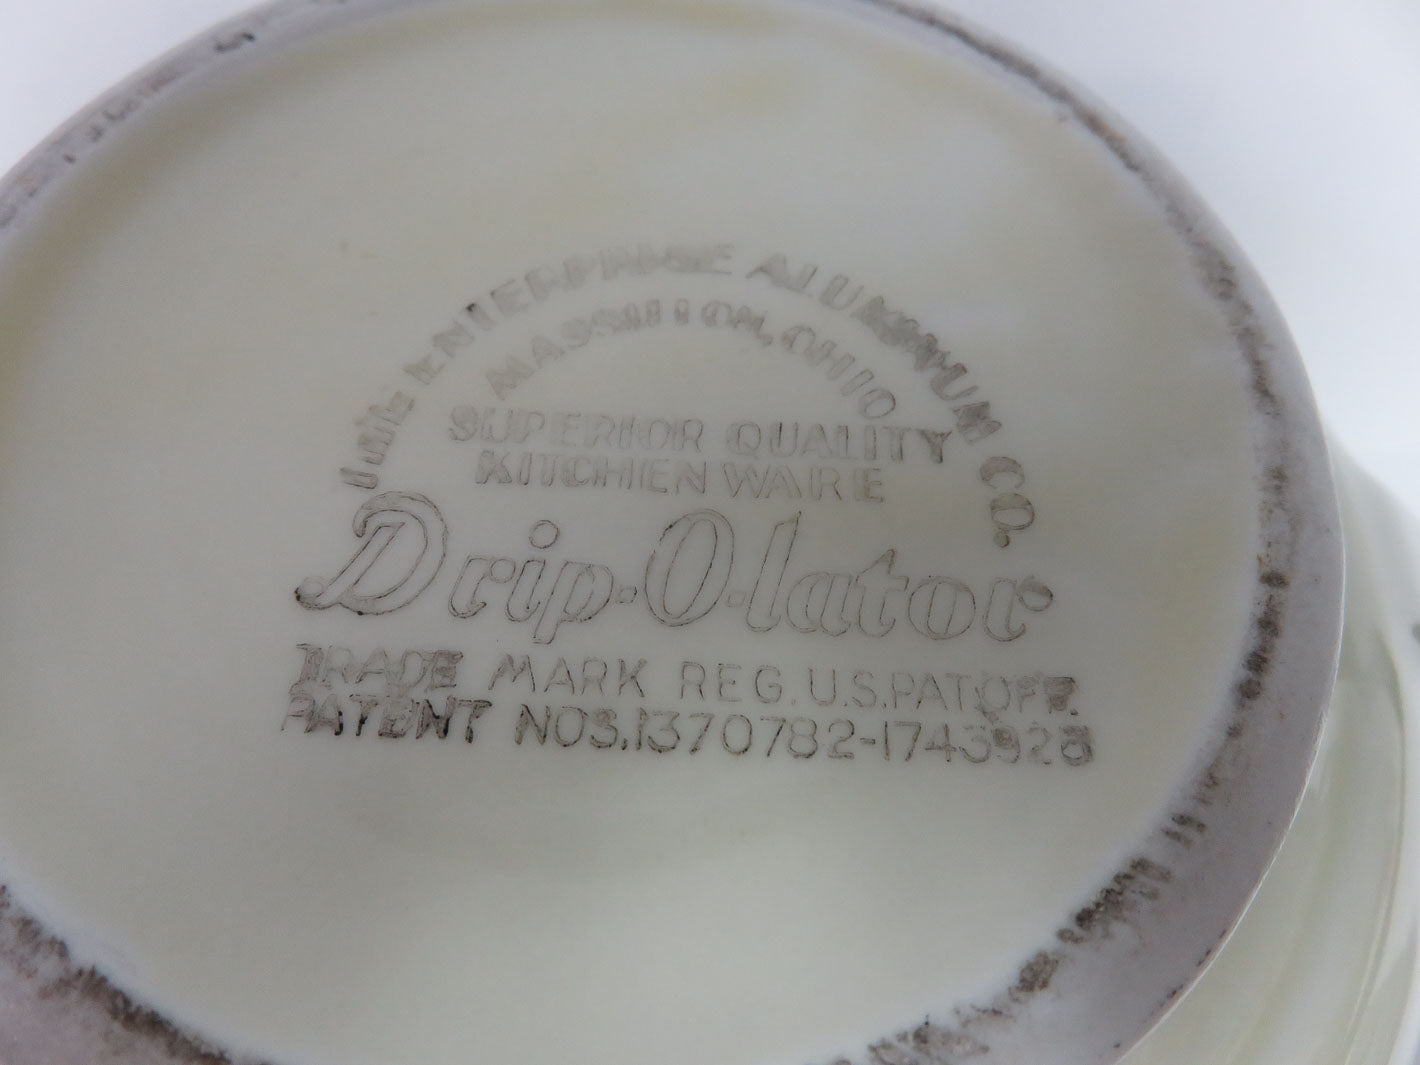 THE ENTERPRISE ALUMINUM CO.
MASSILLON, OHIO
SUPERIOR QUALITY
KITCHEN WARE
Drip-O-lator
TRADE MARK REG. U.S. PAT. OFF.
PATENT NOS. 1370782-1743925